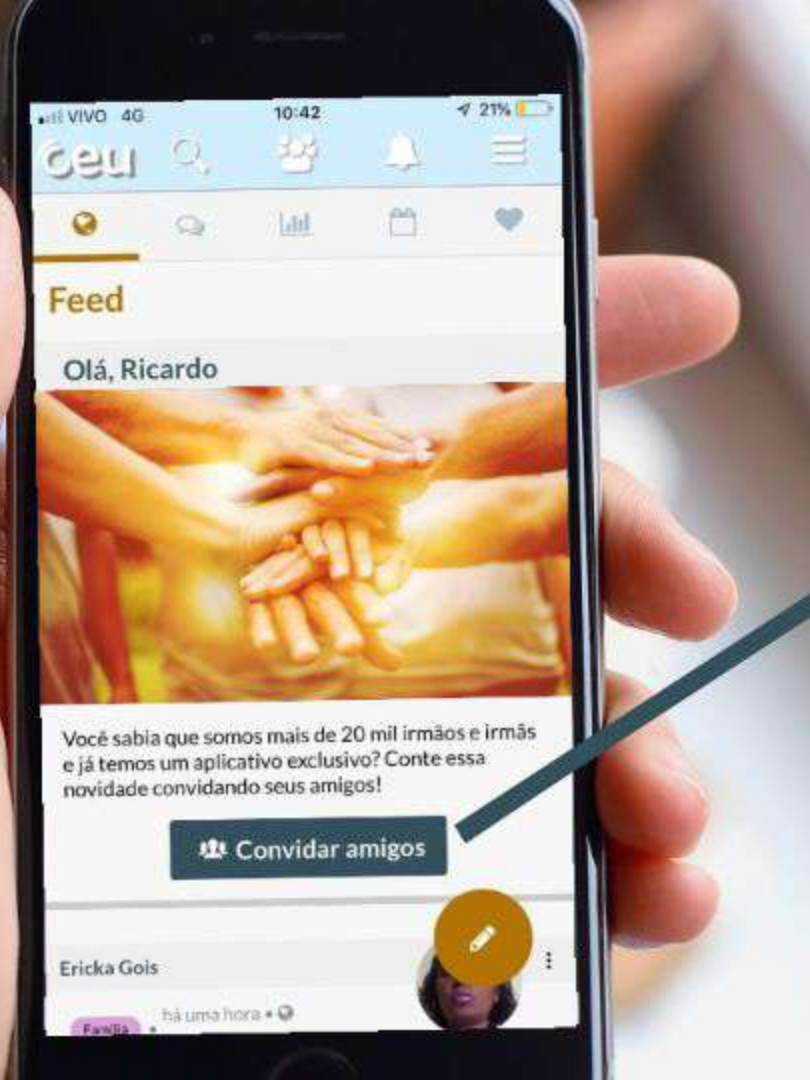 VIVO 4G 10:42 21%
ceu
Feed
Olá, Ricardo
Você sabia que somos mais de 20 mil irmãos e irmãs
e já temos um aplicativo exclusivo? Conte essa
novidade convidando seus amigos!
Convidar amigos
Ericka Gois
há uma hora
Família